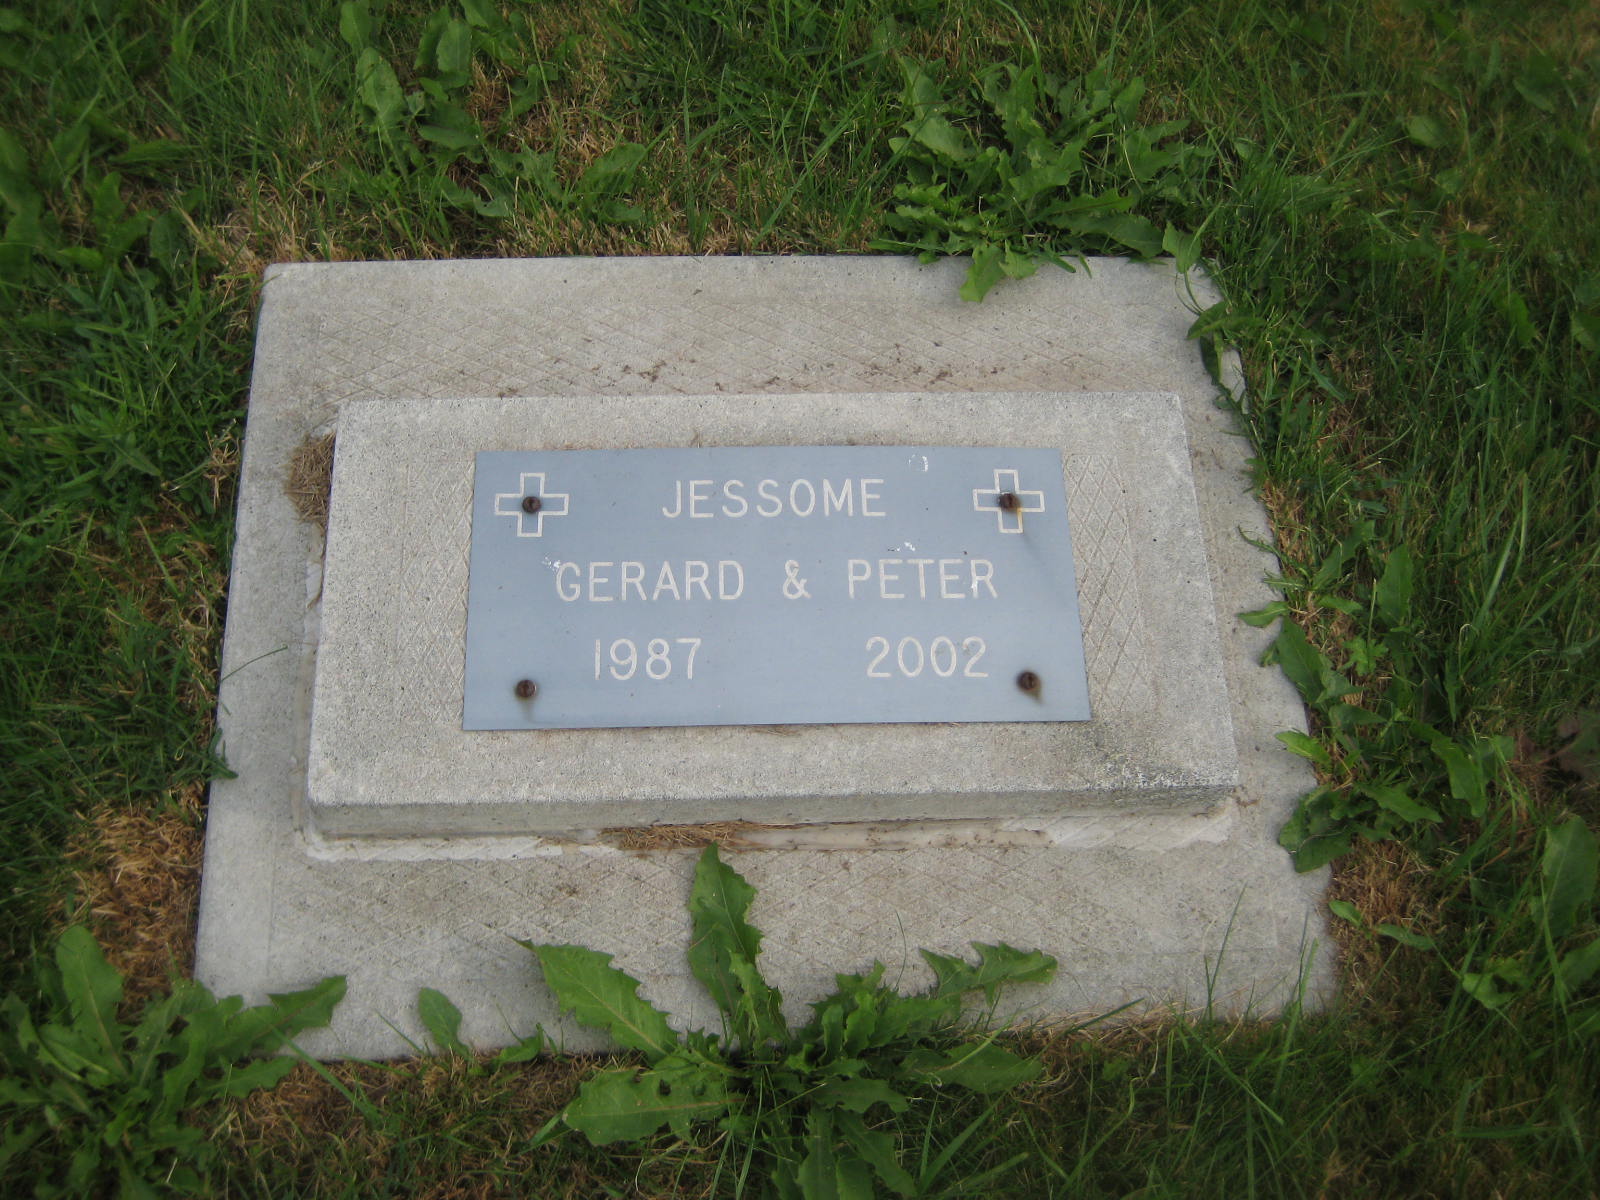 JESSOME
GERARD & PETER
1987 2002